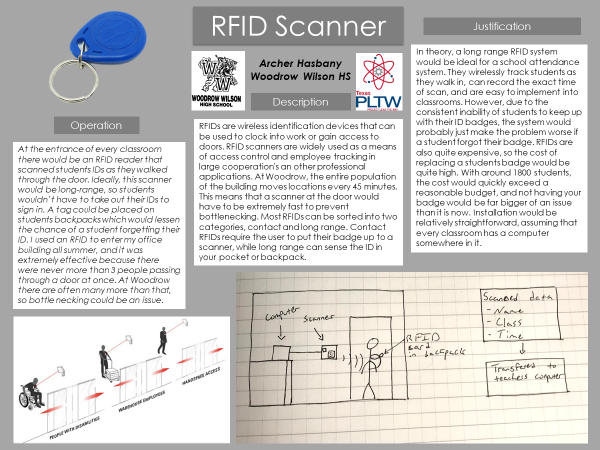 RFID Scanner
Archer Hasbany
Woodrow Wilson HS
WOODROW WILSON
HIGH SCHOOL
Texas
PLTW
Operation
At the entrance of every classroom
there would be an RFID reader that
scanned students IDs as they walked
through the door. Ideally, this scanner
would be long-range, so students
wouldn't have to take out their IDs to
sign in. A tag could be placed on
students backpacks which would lessen
the chance of a student forgetting their
ID. I used an RFID to enter my office
building all summer, and it was
extremely effective because there
were never more than 3 people passing
through a door at once. At Woodrow
there are often many more than that,
so bottle necking could be an issue.
Description
RFIDs are wireless identification devices that can
be used to clock into work or gain access to
doors. RFID scanners are widely used as a means
of access control and employee tracking in
large cooperation's an other professional
applications. At Woodrow, the entire population
of the building moves locations every 45 minutes.
This means that a scanner at the door would
have to be extremely fast to prevent
bottlenecking. Most RFIDs can be sorted into two
categories, contact and long range. Contact
RFIDs require the user to put their badge up to a
scanner, while long range can sense the ID in
your pocket or backpack.
Justification
In theory, a long range RFID system
would be ideal for a school attendance
system. They wirelessly track students as
they walk in, can record the exact time
of scan, and are easy to implement into
classrooms. However, due to the
consistent inability of students to keep up
with their ID badges, the system would
probably just make the problem worse if
a student forgot their badge. RFIDs are
also quite expensive, so the cost of
replacing a students badge would be
quite high. With around 1800 students,
the cost would quickly exceed a
reasonable budget, and not having your
badge would be far bigger of an issue
than it is now. Installation would be
relatively straightforward, assuming that
every classroom has a computer
somewhere in it.
PEOPLE WITH DISABILITIES
WAREHOUSE EMPLOYEES
HANDSFREE ACCESS
Computer
Scanner
RFID
card
in backpack
Scanned data
- Name
- Class
- Time
Transferred to
teachers computer